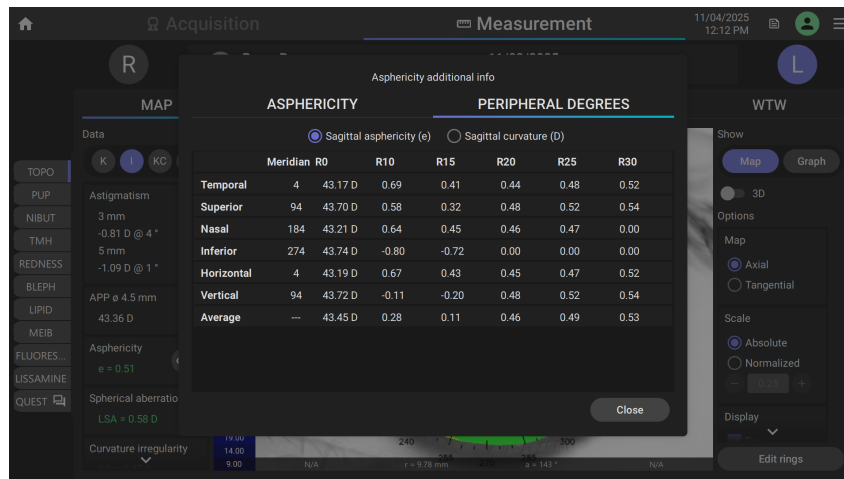 Acquisition
Measurement
11/04/2025
12:12 PM
R
L
Asphericity additional info
MAP
ASPHERICITY
PERIPHERAL DEGREES
WTW
Data
Sagittal asphericity (e)
Sagittal curvature (D)
Show
K
I
KC
Map
Graph
Meridian R0 R10 R15 R20 R25 R30
Temporal 4 43.17 D 0.69 0.41 0.44 0.48 0.52
Superior 94 43.70 D 0.58 0.32 0.48 0.52 0.54
Nasal 184 43.21 D 0.64 0.45 0.46 0.47 0.00
Inferior 274 43.74 D -0.80 -0.72 0.00 0.00 0.00
Horizontal 4 43.19 D 0.67 0.43 0.45 0.47 0.52
Vertical 94 43.72 D -0.11 -0.20 0.48 0.52 0.54
Average --- 43.45 D 0.28 0.11 0.46 0.49 0.53
Close
TOPO
PUP
NIBUT
TMH
REDNESS
BLEPH
LIPID
MEIB
FLUORES...
LISSAMINE
QUEST
Astigmatism
3 mm
-0.81 D @ 4 °
5 mm
-1.09 D @ 1 °
APP ø 4.5 mm
43.36 D
Asphericity
e = 0.51
Spherical aberratio
LSA = 0.58 D
Curvature irregularity
3D
Options
Map
Axial
Tangential
Scale
Absolute
Normalized
0.25
Display
Edit rings
19.00
14.00
9.00
240
300
N/A
r = 9.78 mm
270
a = 143 °
N/A